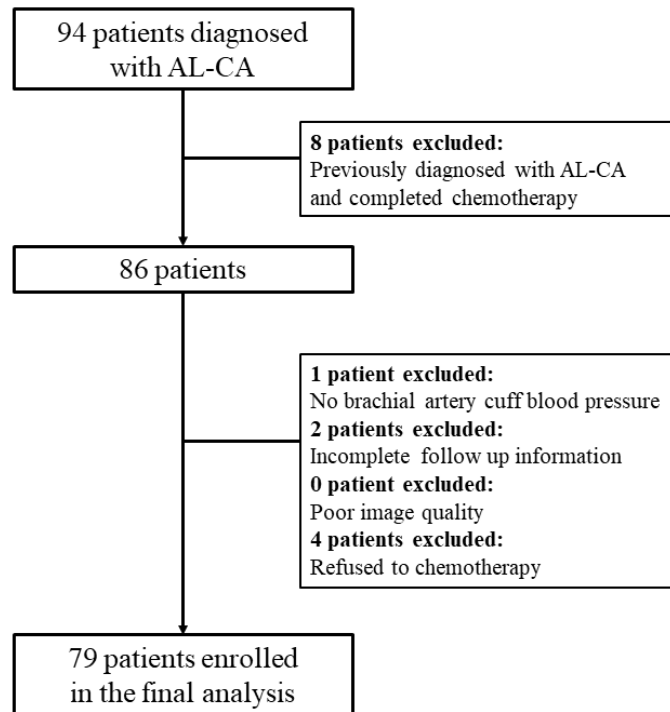 94 patients diagnosed
with AL-CA
8 patients excluded:
Previously diagnosed with AL-CA
and completed chemotherapy
86 patients
1 patient excluded:
No brachial artery cuff blood pressure
2 patients excluded:
Incomplete follow up information
0 patient excluded:
Poor image quality
4 patients excluded:
Refused to chemotherapy
79 patients enrolled
in the final analysis